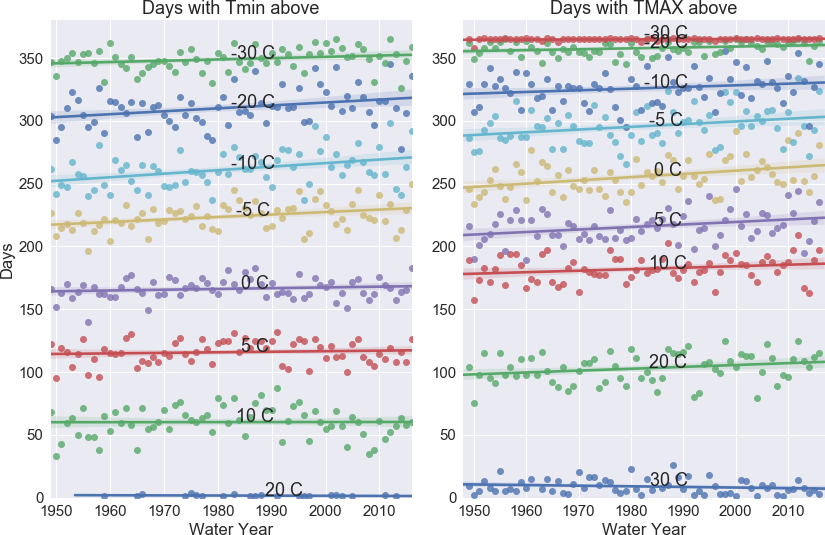 Days with Tmin above
Days with TMAX above
350
300
250
200
150
100
50
0
Days
-30 C
-20 C
-10 C
-5 C
0 C
5 C
10 C
20 C
1950 1960 1970 1980 1990 2000 2010
Water Year
350
300
250
200
150
100
50
0
-30 C
-20 C
-10 C
-5 C
0 C
5 C
10 C
20 C
30 C
1950 1960 1970 1980 1990 2000 2010
Water Year